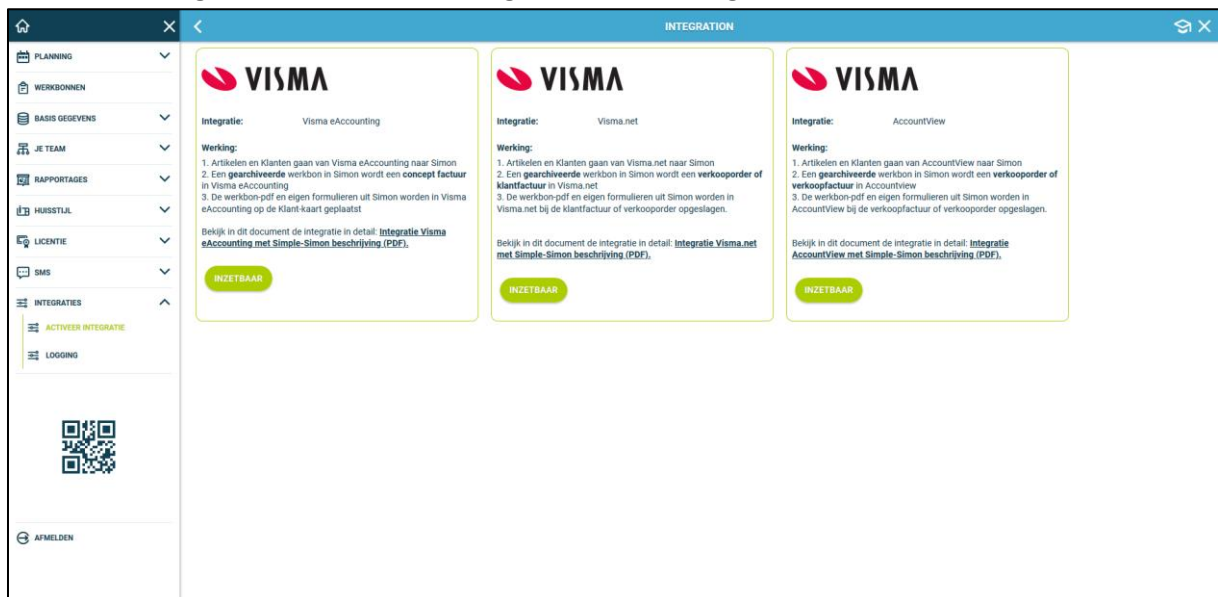 INTEGRATION
PLANNING
WERKBONNEN
BASIS GEGEVENS
JE TEAM
RAPPORTAGES
HUISSTIJL
LICENTIE
SMS
INTEGRATIES
ACTIVEER INTEGRATIE
LOGGING
AFMELDEN
VISMA
Integratie: Visma eAccounting
Werking:
1. Artikelen en Klanten gaan van Visma eAccounting naar Simon
2. Een gearchiveerde werkbon in Simon wordt een concept factuur
in Visma eAccounting
3. De werkbon-pdf en eigen formulieren uit Simon worden in Visma
eAccounting op de Klant-kaart geplaatst
Bekijk in dit document de integratie in detail: Integratie Visma
eAccounting met Simple-Simon beschrijving (PDF).
INZETBAAR
VISMA
Integratie: Visma.net
Werking:
1. Artikelen en Klanten gaan van Visma.net naar Simon
2. Een gearchiveerde werkbon in Simon wordt een verkooporder of
klantfactuur in Visma.net
3. De werkbon-pdf en eigen formulieren uit Simon worden in
Visma.net bij de klantfactuur of verkooporder opgeslagen.
Bekijk in dit document de integratie in detail: Integratie Visma.net
met Simple-Simon beschrijving (PDF).
INZETBAAR
VISMA
Integratie: AccountView
Werking:
1. Artikelen en Klanten gaan van AccountView naar Simon
2. Een gearchiveerde werkbon in Simon wordt een verkooporder of
verkoopfactuur in Accountview
3. De werkbon-pdf en eigen formulieren uit Simon worden in
AccountView bij de verkoopfactuur of verkooporder opgeslagen.
Bekijk in dit document de integratie in detail: Integratie
AccountView met Simple-Simon beschrijving (PDF).
INZETBAAR